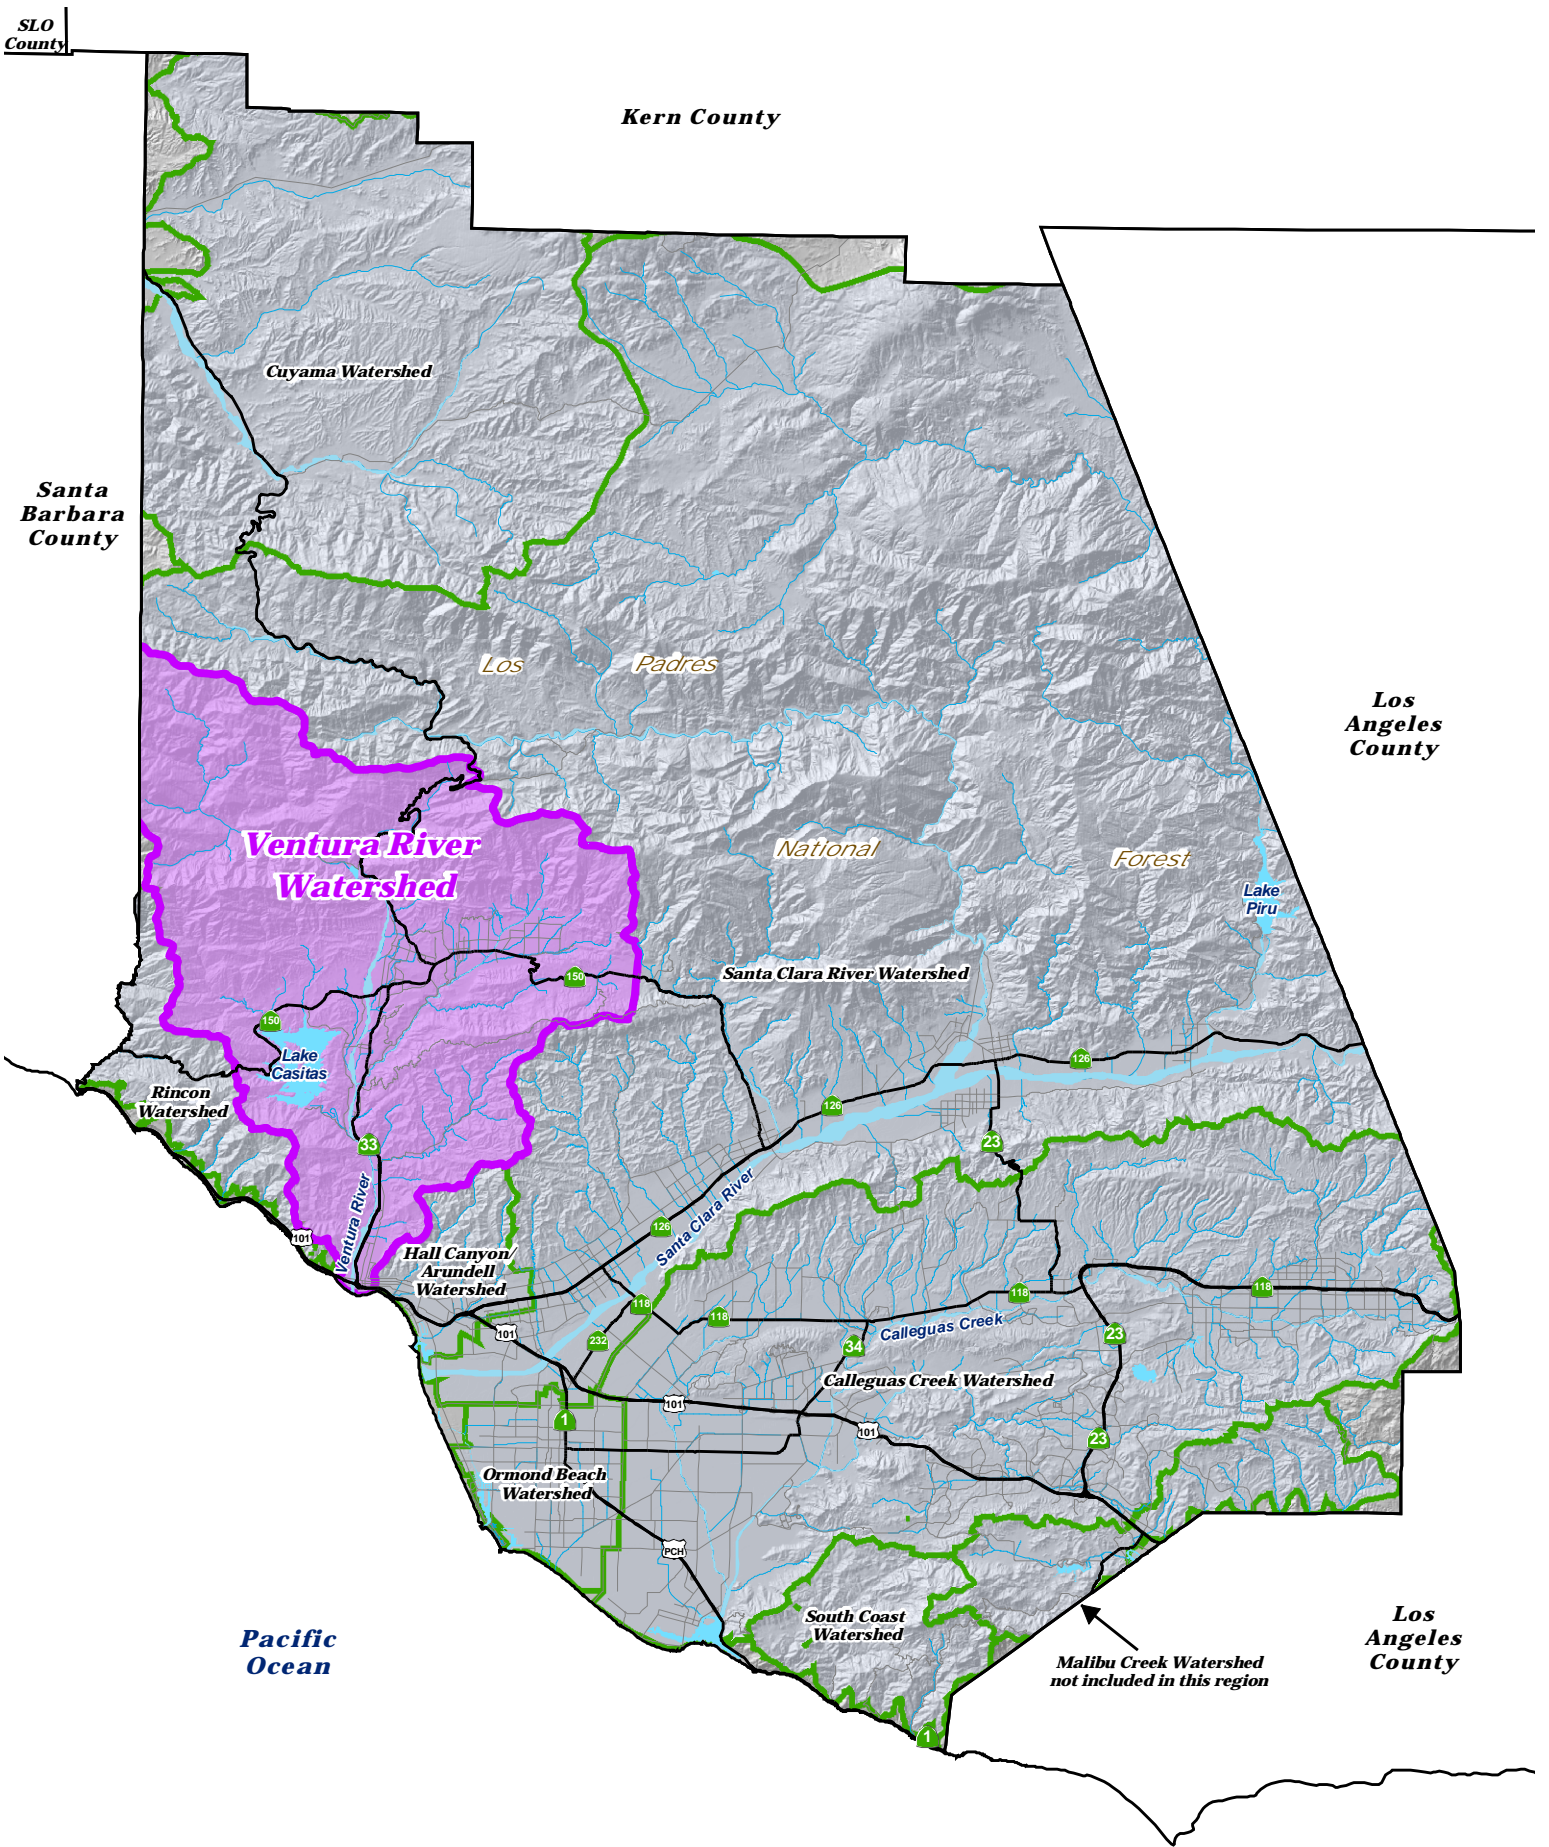 SLO
County
Kern County
Cuyama Watershed
Santa
Barbara
County
Los
Padres
Los
Angeles
County
Ventura River
Watershed
National
Forest
Lake
Piru
Santa Clara River Watershed
150
150
Lake
Casitas
126
126
Rincon
Watershed
33
23
Ventura River
Santa Clara River
126
101
Hall Canyon/
Arundell
Watershed
118
118
118
118
101
232
Calleguas Creek
23
34
Calleguas Creek Watershed
101
1
101
23
Ormond Beach
Watershed
PCH
South Coast
Watershed
Pacific
Ocean
Los
Angeles
County
Malibu Creek Watershed
not included in this region
1